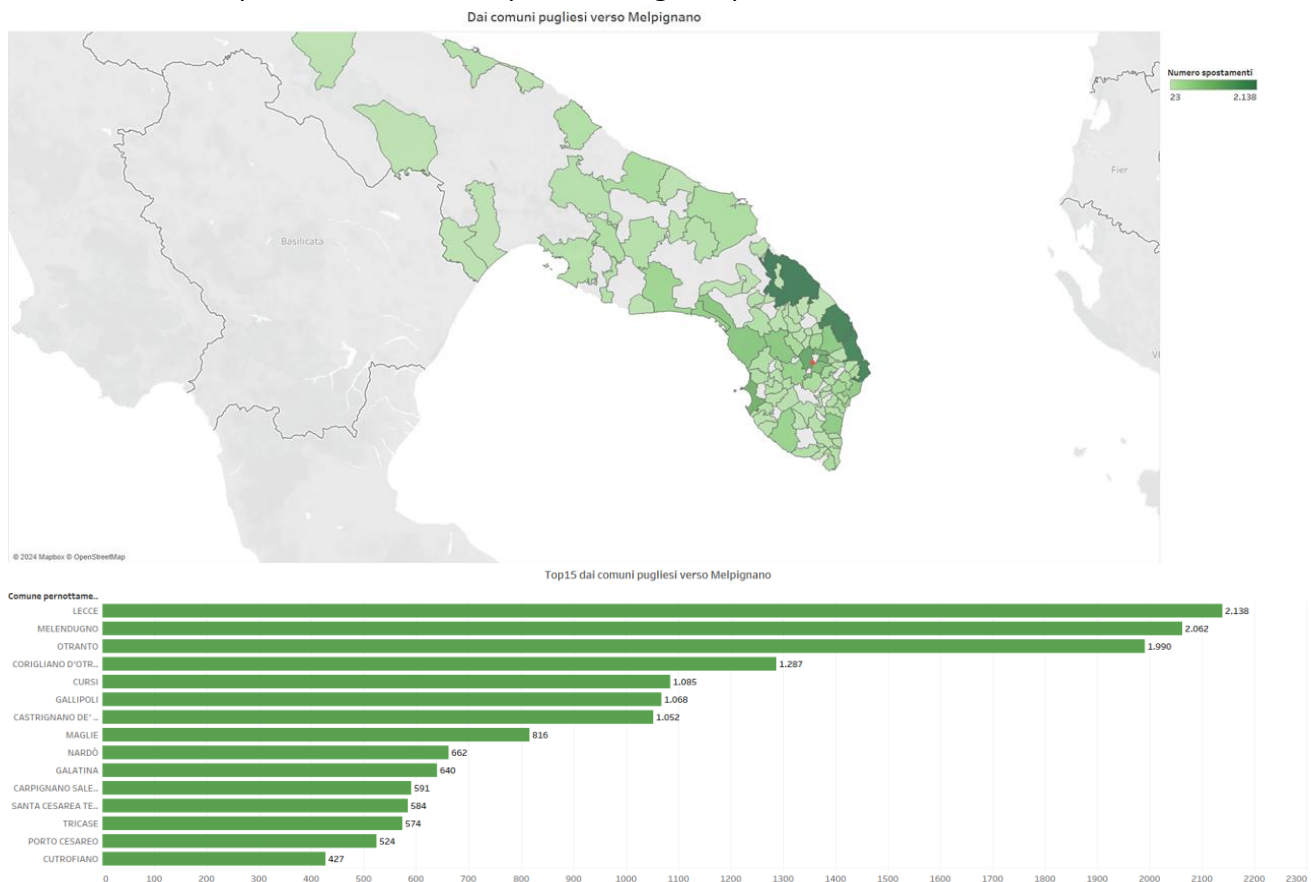 Dai comuni pugliesi verso Melpignano
Numero spostamenti
23 2.138
Fier
Basilicata
© 2024 Mapbox © OpenStreetMap
Top15 dai comuni pugliesi verso Melpignano
Comune pernottame..
LECCE 2.138
MELENDUGNO 2.062
OTRANTO 1.990
CORIGLIANO D'OTR.. 1.287
CURSI 1.085
GALLIPOLI 1.068
CASTRIGNANO DE' .. 1.052
MAGLIE 816
NARDÒ 662
GALATINA 640
CARPIGNANO SALE.. 591
SANTA CESAREA TE.. 584
TRICASE 574
PORTO CESAREO 524
CUTROFIANO 427
0 100 200 300 400 500 600 700 800 900 1000 1100 1200 1300 1400 1500 1600 1700 1800 1900 2000 2100 2200 2300